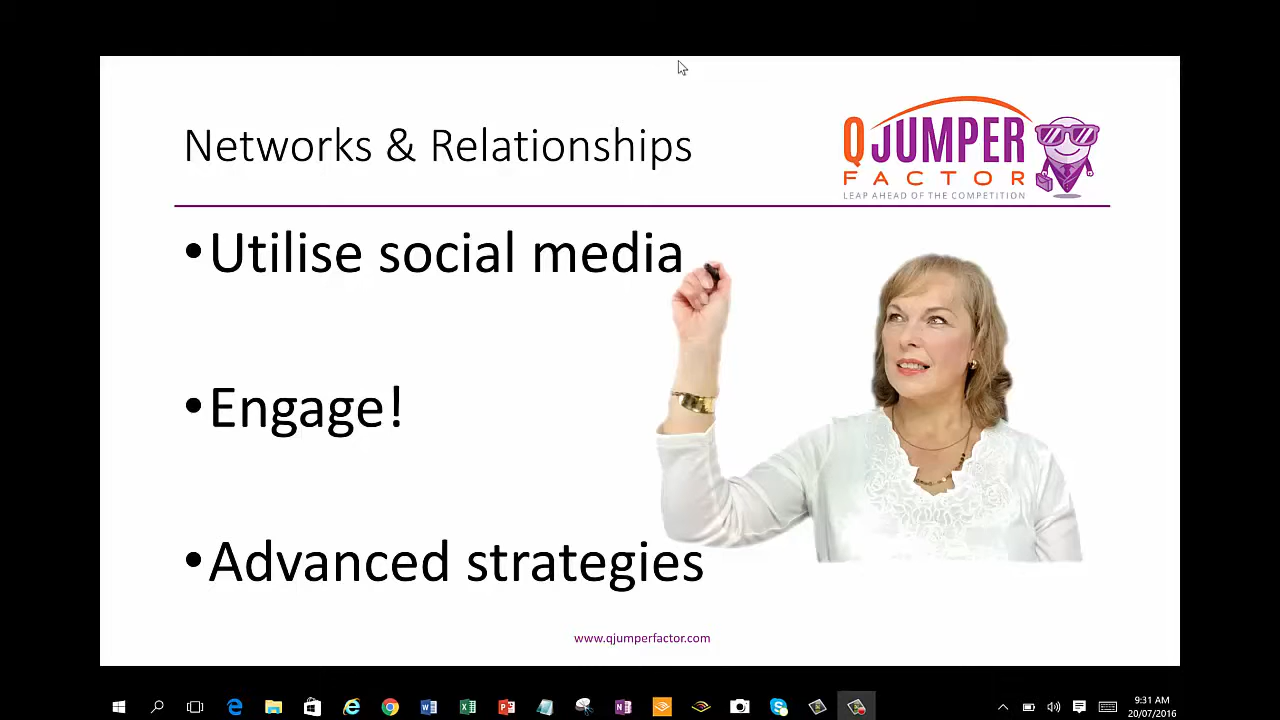 Networks & Relationships
Q JUMPER
FACTOR
LEAP AHEAD OF THE COMPETITION
•Utilise social media
•Engage!
•Advanced strategies
www.qjumperfactor.com
9:31 AM
20/07/2016